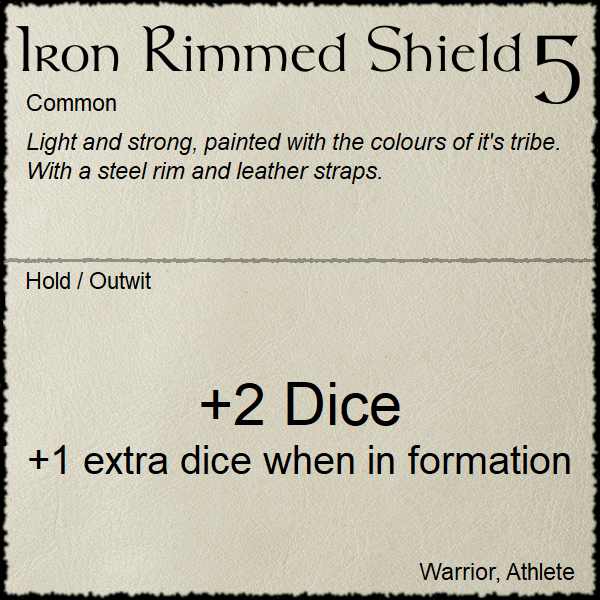 Iron Rimmed Shield 5
Common
Light and strong, painted with the colours of it's tribe.
With a steel rim and leather straps.
Hold / Outwit
+2 Dice
+1 extra dice when in formation
Warrior, Athlete